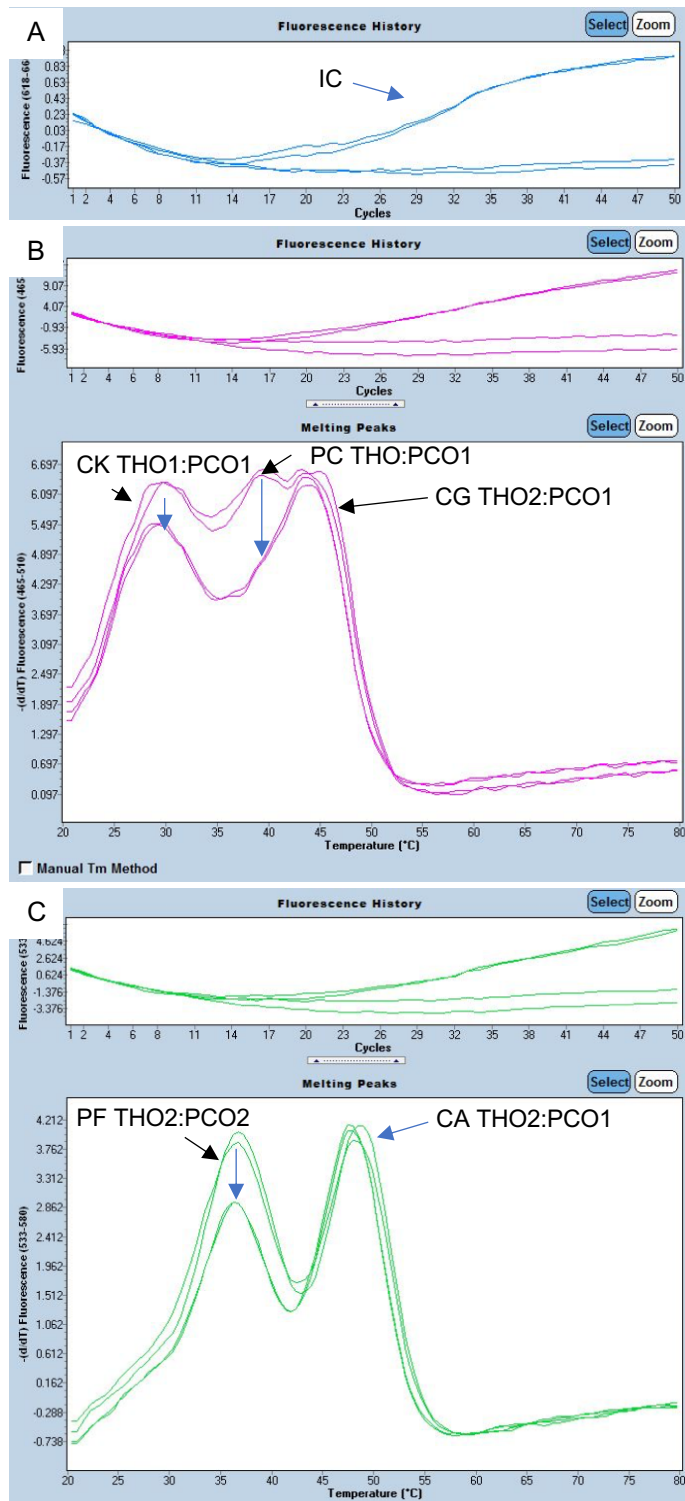 A
Fluorescence History
Select Zoom
Fluorescence (618-66
0.83
0.63
0.43
0.23
0.03
-0.17
-0.37
-0.57
IC
1 2 4 6 8 11 14 17 20 23 26 29 32 35 38 41 44 47 50
Cycles
B
Fluorescence History
Select Zoom
Fluorescence (465
9.07
4.07
-0.93
-5.93
1 2 4 6 8 11 14 17 20 23 26 29 32 35 38 41 44 47 50
Cycles
Melting Peaks
Select Zoom
-(d/dT) Fluorescence (465-510)
6.697
6.097
5.497
4.897
4.297
3.697
3.097
2.497
1.897
1.297
0.697
0.097
CK THO1:PCO1
PC THO:PCO1
CG THO2:PCO1
20 25 30 35 40 45 50 55 60 65 70 75 80
Temperature (°C)
Manual Tm Method
C
Fluorescence History
Select Zoom
Fluorescence (533
4.624
2.624
0.624
-1.376
-3.376
1 2 4 6 8 11 14 17 20 23 26 29 32 35 38 41 44 47 50
Cycles
Melting Peaks
Select Zoom
-(d/dT) Fluorescence (533-580)
4.212
3.762
3.312
2.862
2.412
1.962
1.512
1.062
0.612
0.162
-0.288
-0.738
PF THO2:PCO2
CA THO2:PCO1
20 25 30 35 40 45 50 55 60 65 70 75 80
Temperature (°C)